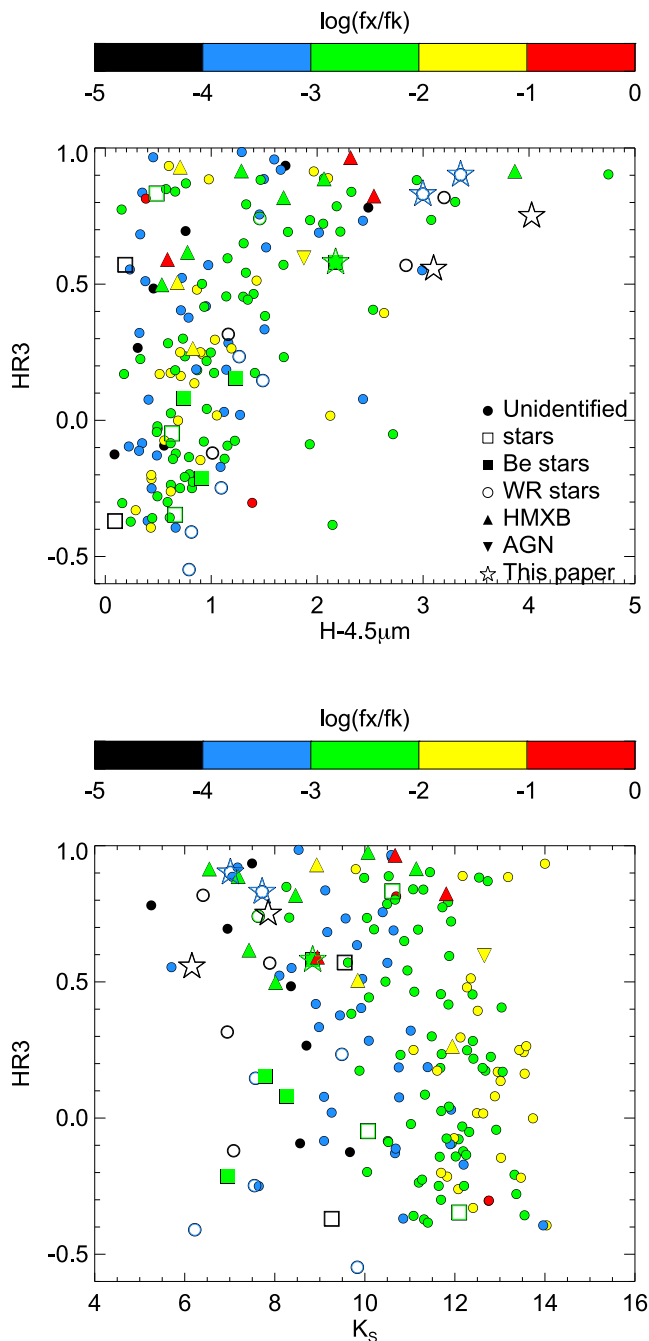 log(fx/fk)
-5 -4 -3 -2 -1 0
1.0
0.5
0.0
-0.5
HR3
Unidentified
stars
Be stars
WR stars
HMXB
AGN
This paper
0 1 2 3 4 5
H-4.5μm
log(fx/fk)
-5 -4 -3 -2 -1 0
1.0
0.5
0.0
-0.5
HR3
4 6 8 10 12 14 16
Ks